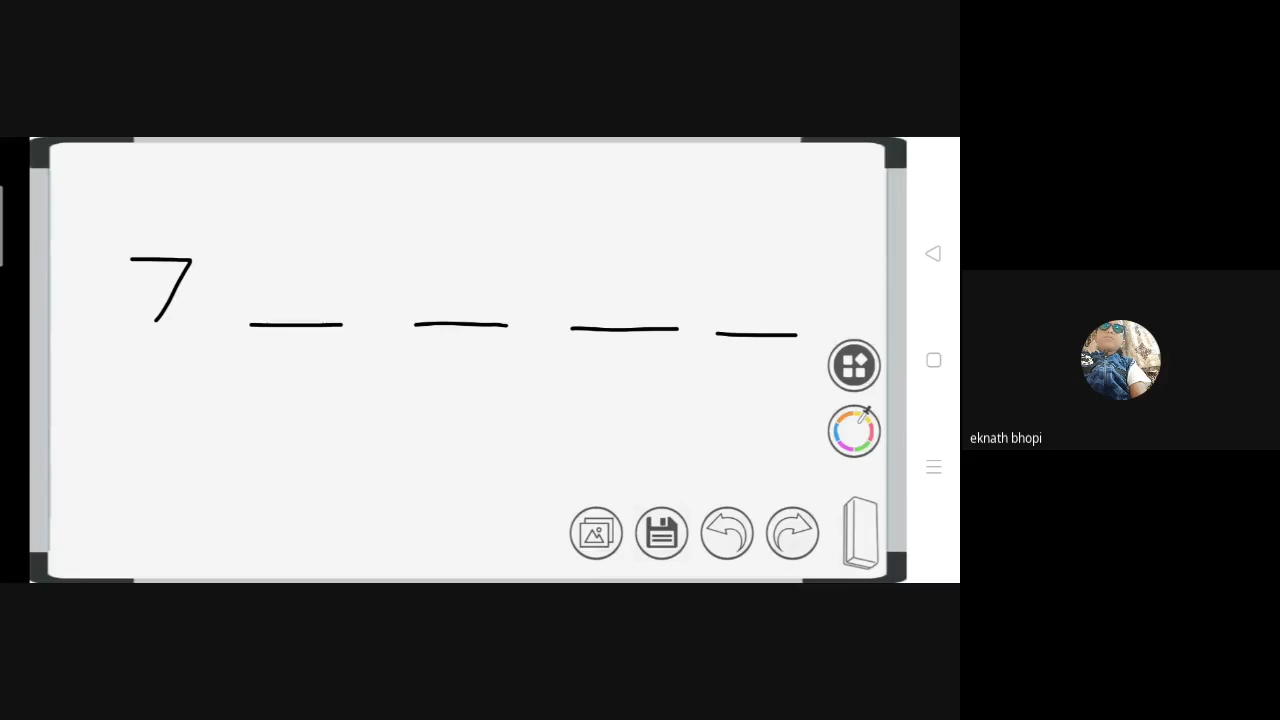 7 _ _ _ _
eknath bhopi